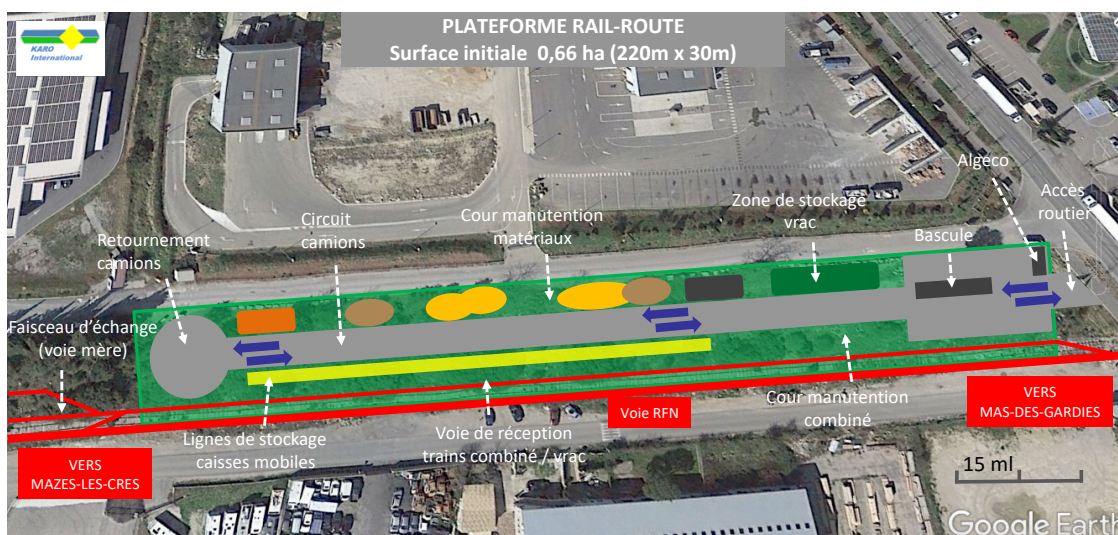 KARO
International
PLATEFORME RAIL-ROUTE
Surface initiale 0,66 ha (220m x 30m)
Algeco
Accès
routier
Zone de stockage
vrac
Bascule
Cour manutention
matériaux
Circuit
camions
Retournement
camions
Faisceau d'échange
(voie mère)
VERS
MAZES-LES-CRES
Lignes de stockage
caisses mobiles
Voie de réception
trains combiné / vrac
Voie RFN
Cour manutention
combiné
VERS
MAS-DES-GARDIES
15 ml
Google Earth